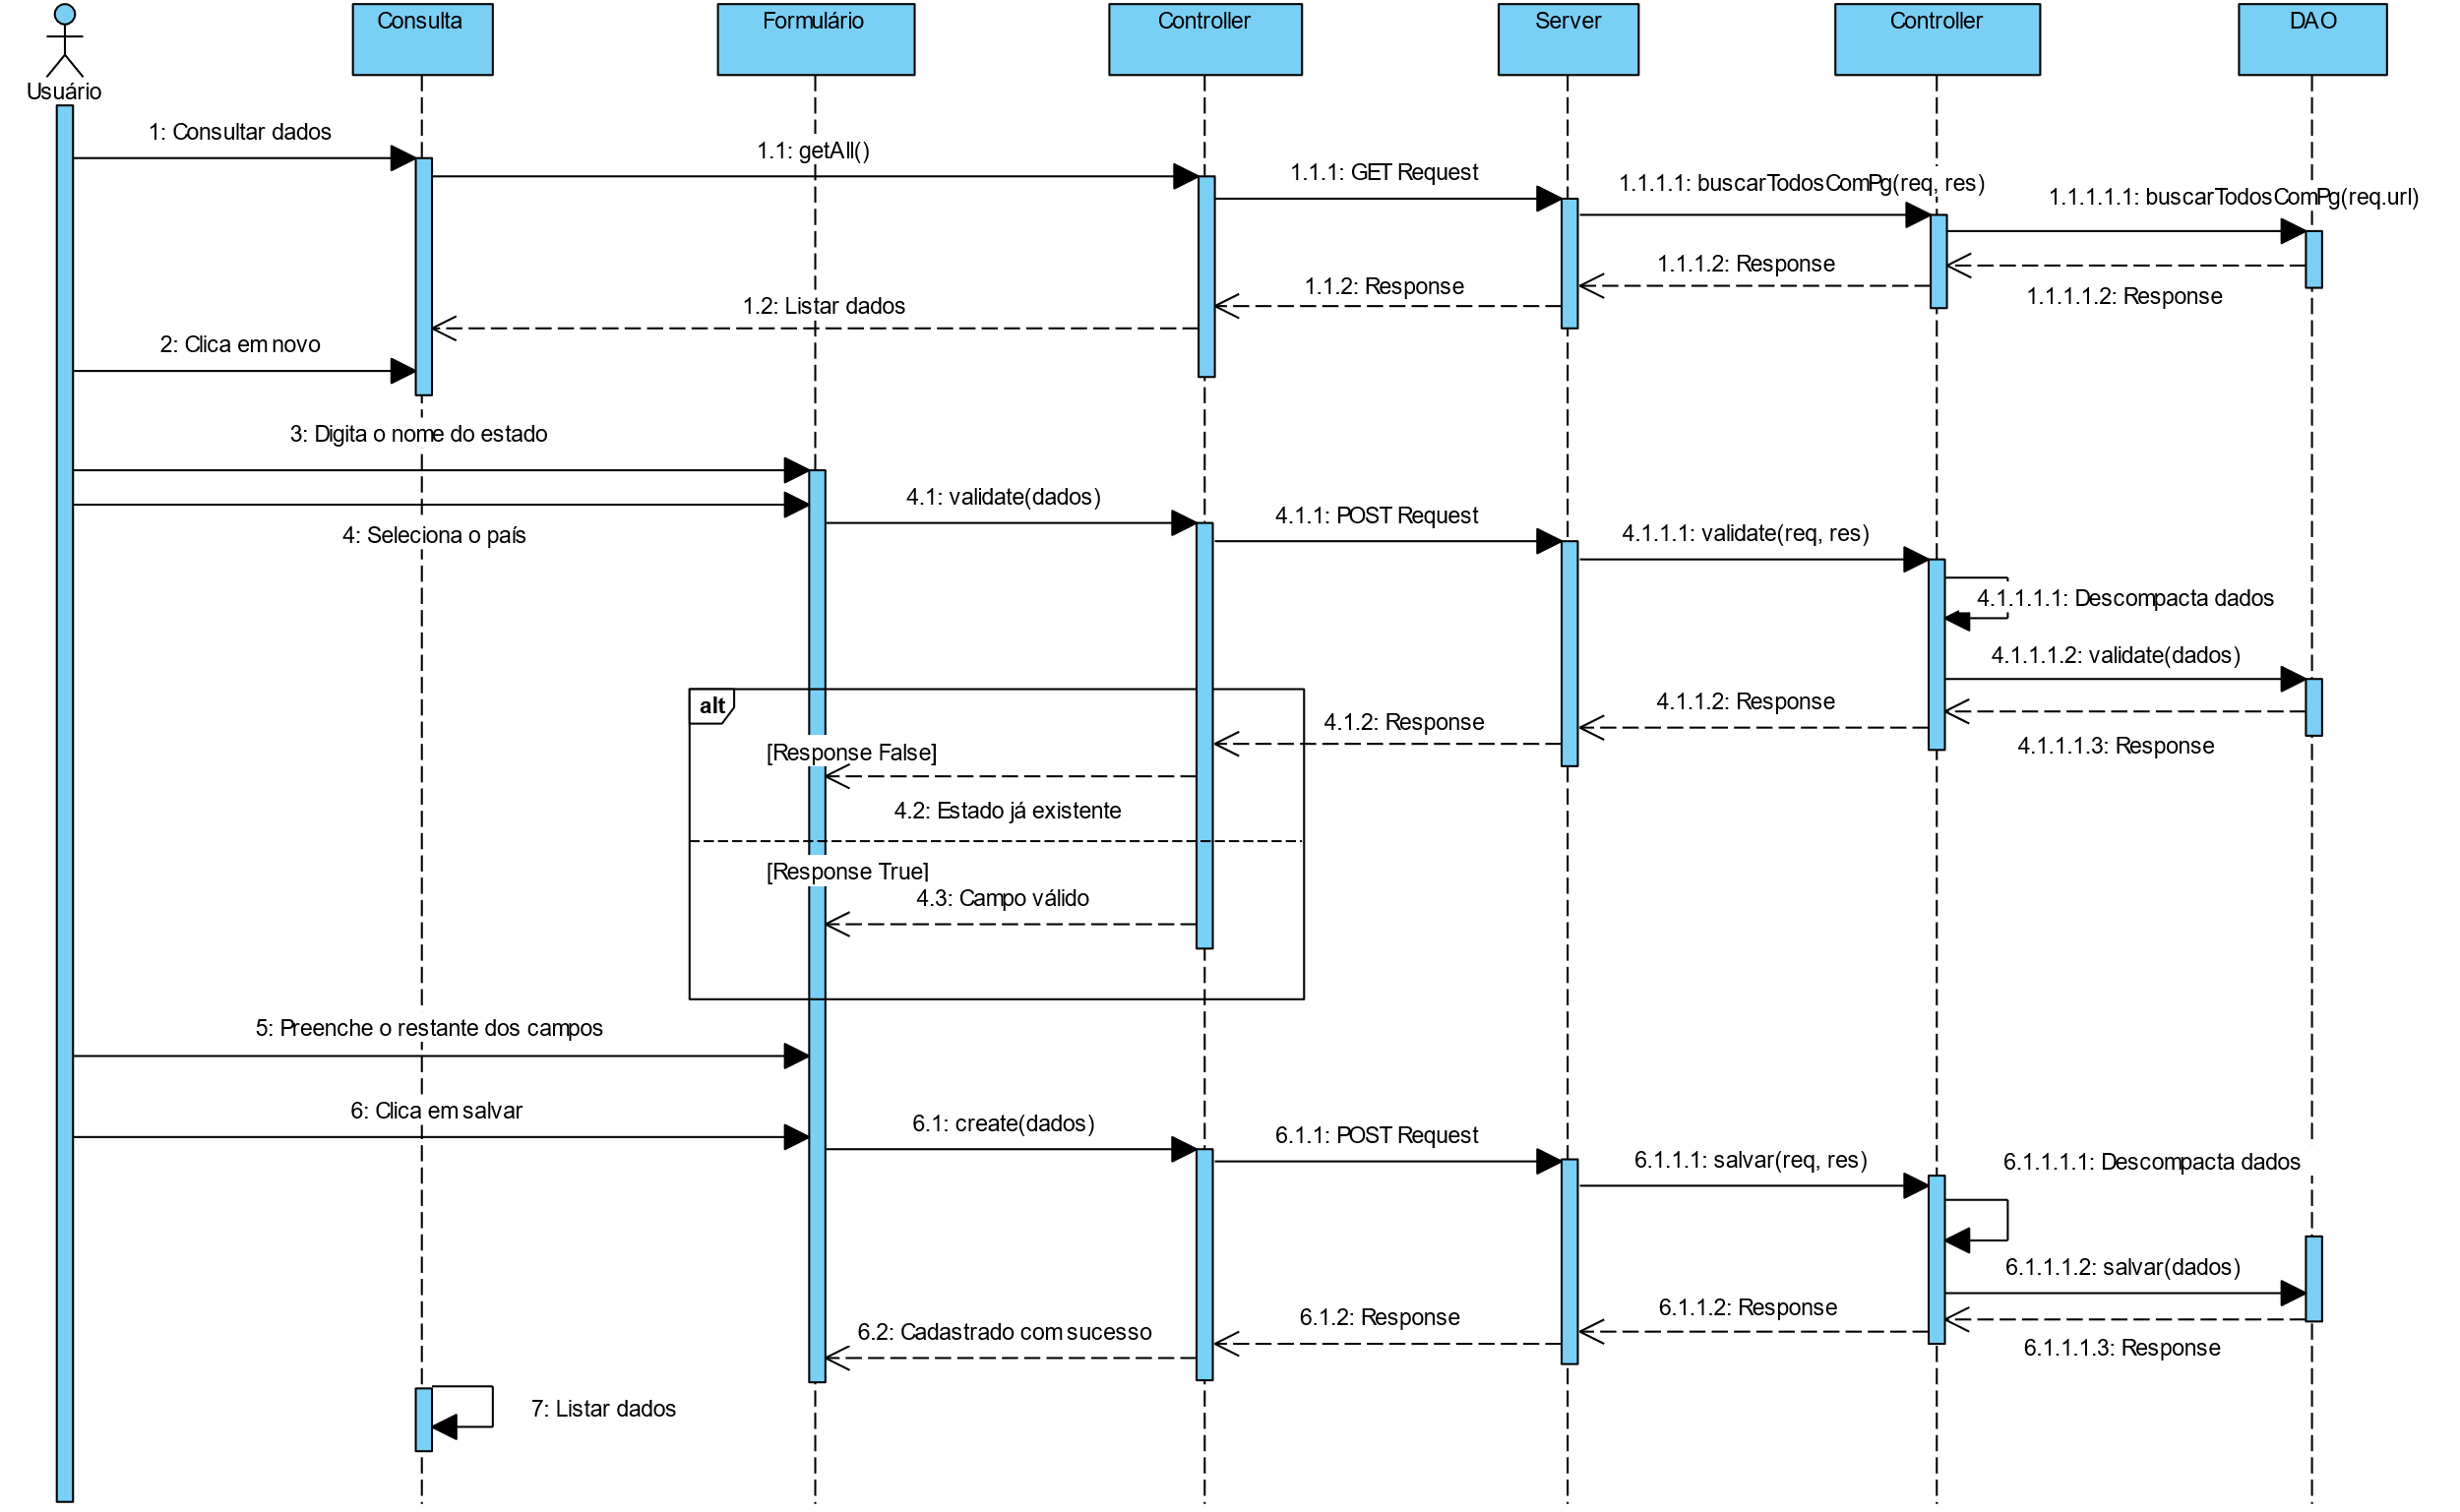 Consulta
Formulário
Controller
Server
Controller
DAO
Usuário
1: Consultar dados
1.1: getAll()
1.1.1: GET Request
1.1.1.1: buscarTodosComPg(req, res)
1.1.1.1.1: buscarTodosComPg(req.url)
1.1.1.1.2: Response
1.1.1.2: Response
1.1.2: Response
1.2: Listar dados
2: Clica em novo
3: Digita o nome do estado
4: Seleciona o país
4.1: validate(dados)
4.1.1: POST Request
4.1.1.1: validate(req, res)
4.1.1.1.1: Descompacta dados
4.1.1.1.2: validate(dados)
4.1.1.1.3: Response
4.1.1.2: Response
4.1.2: Response
alt
[Response False]
4.2: Estado já existente
[Response True]
4.3: Campo válido
5: Preenche o restante dos campos
6: Clica em salvar
6.1: create(dados)
6.1.1: POST Request
6.1.1.1: salvar(req, res)
6.1.1.1.1: Descompacta dados
6.1.1.1.2: salvar(dados)
6.1.1.1.3: Response
6.1.1.2: Response
6.1.2: Response
6.2: Cadastrado com sucesso
7: Listar dados